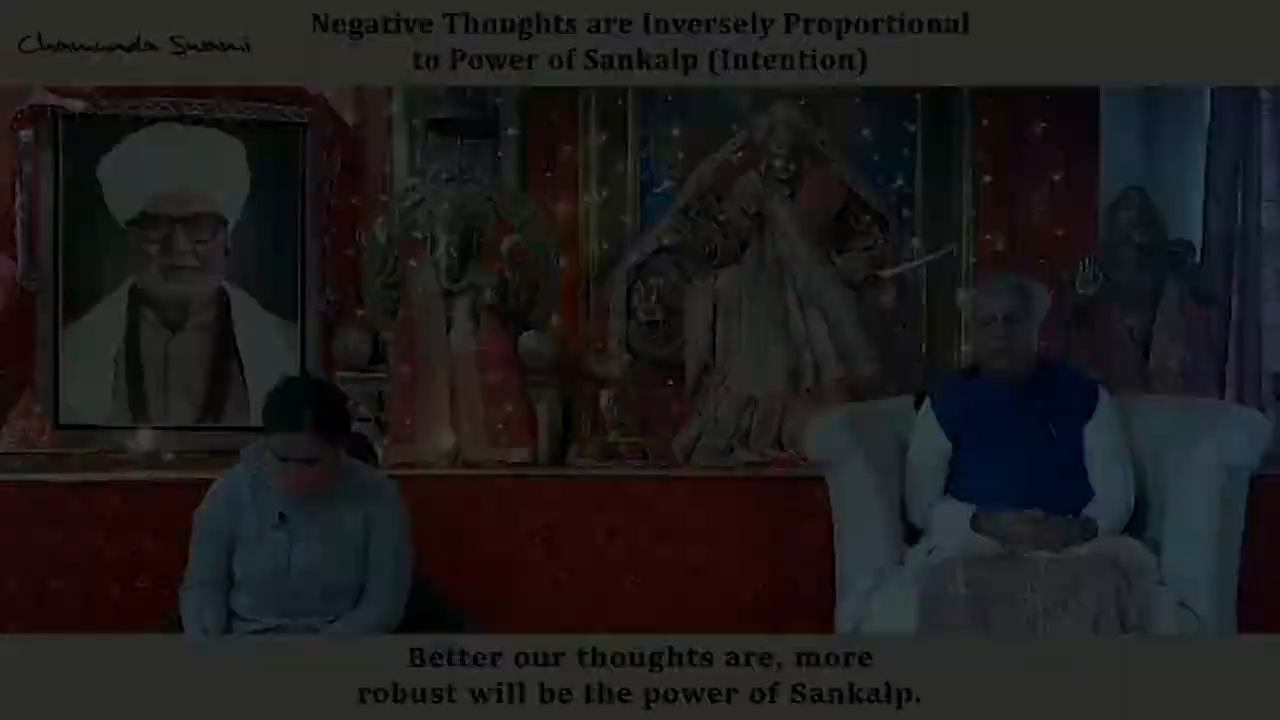 Chamunda Swami
Negative Thoughts are Inversely Proportional
to Power of Sankalp (Intention)
Better our thoughts are, more
robust will be the power of Sankalp.